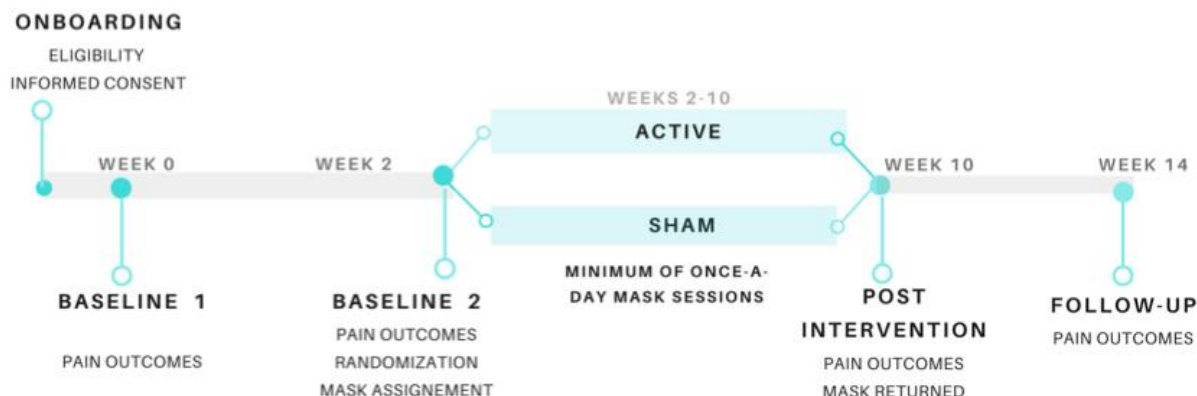 ONBOARDING
ELIGIBILITY
INFORMED CONSENT
WEEK 0
WEEK 2
WEEKS 2-10
ACTIVE
SHAM
MINIMUM OF ONCE-A-
DAY MASK SESSIONS
WEEK 10
WEEK 14
BASELINE 1
PAIN OUTCOMES
BASELINE 2
PAIN OUTCOMES
RANDOMIZATION
MASK ASSIGNEMENT
POST
INTERVENTION
PAIN OUTCOMES
MASK RETURNED
FOLLOW-UP
PAIN OUTCOMES